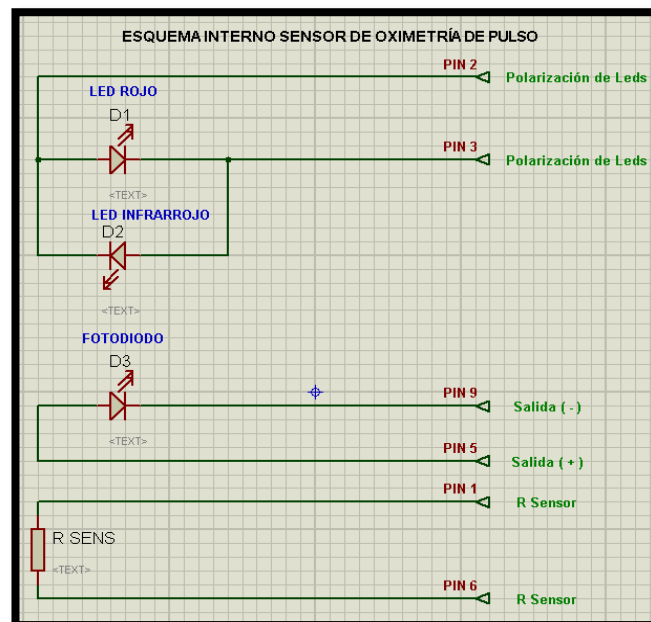 ESQUEMA INTERNO SENSOR DE OXIMETRÍA DE PULSO
PIN 2
Polarización de Leds
LED ROJO
D1
PIN 3
Polarización de Leds
<TEXT>
LED INFRARROJO
D2
<TEXT>
FOTODIODO
D3
PIN 9
Salida ( - )
<TEXT>
PIN 5
Salida ( + )
PIN 1
R Sensor
R SENS
<TEXT>
PIN 6
R Sensor